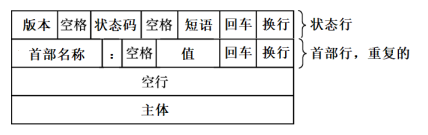 版本 空格 状态码 空格 短语 回车 换行 状态行
首部名称 : 空格 值 回车 换行 首部行，重复的
空行
主体